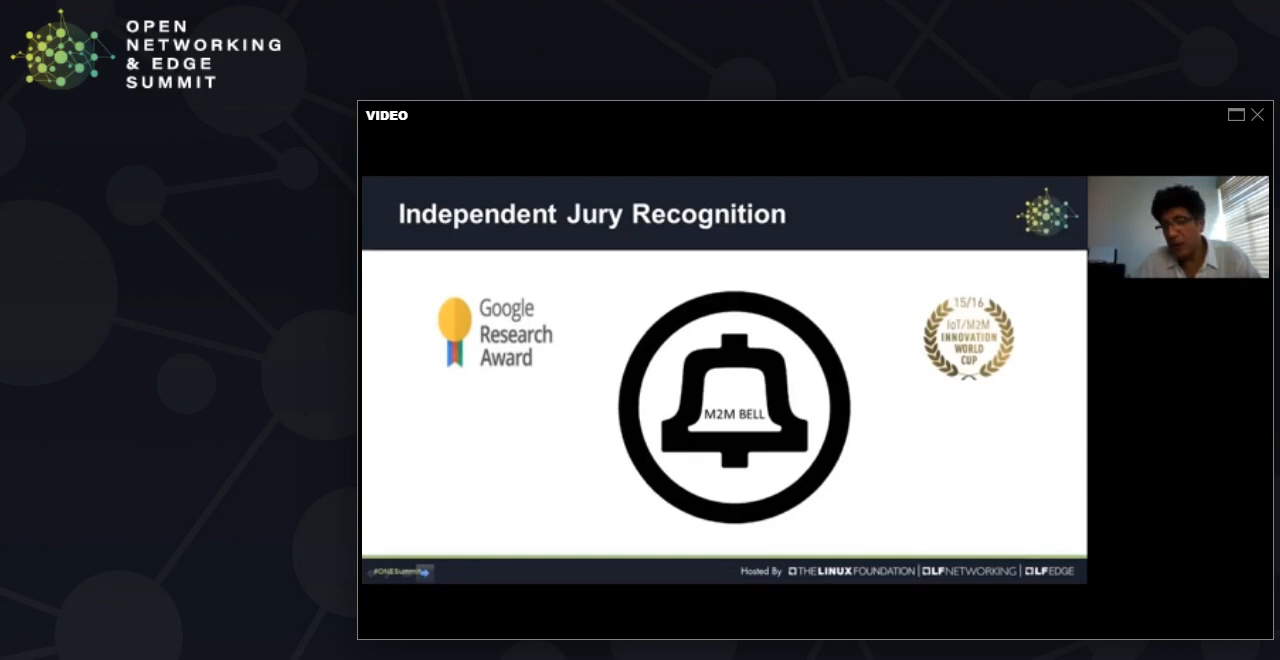 OPEN
NETWORKING
& EDGE
SUMMIT
VIDEO
Independent Jury Recognition
Google
Research
Award
M2M BELL
15/16
IoT/M2M
INNOVATION
WORLD
CUP
#ONESummit
Hosted By THE LINUX FOUNDATION | LF NETWORKING | LF EDGE